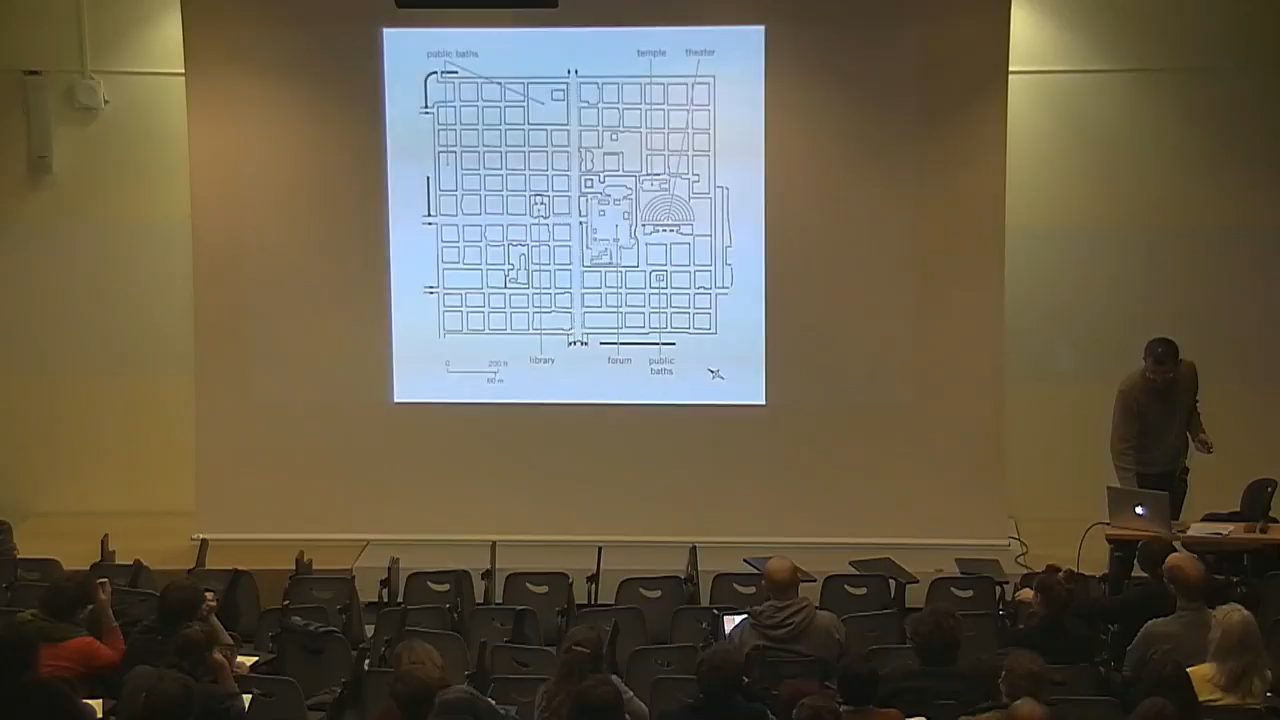 public baths
temple
theater
library
forum
public
baths
0
200 ft
60 m